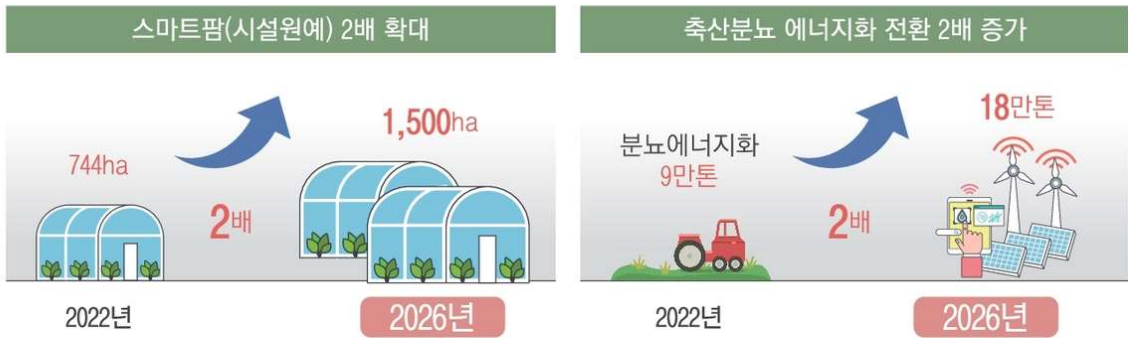 스마트팜(시설원예) 2배 확대
744ha
2배
1,500ha
2022년
2026년
축산분뇨 에너지화 전환 2배 증가
분뇨에너지화
9만톤
2배
18만톤
2022년
2026년